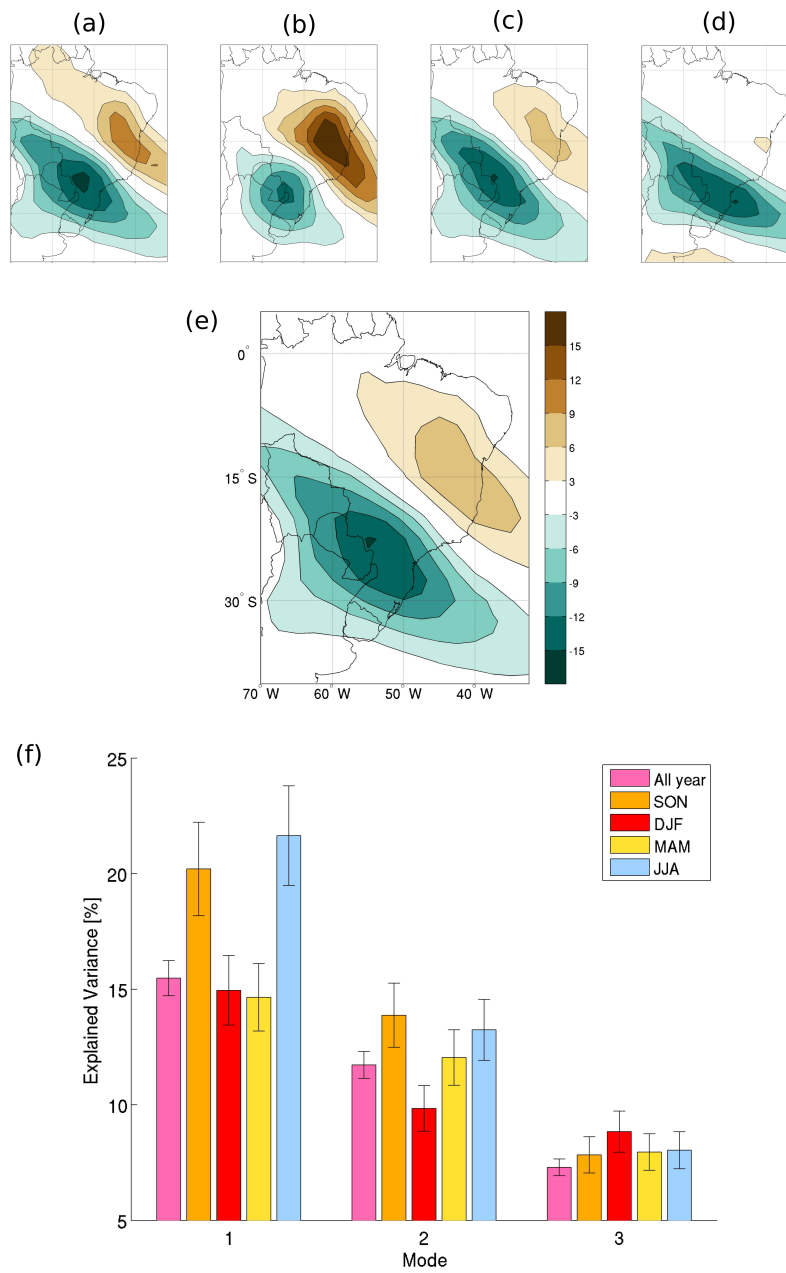 (a)
(b)
(c)
(d)
(e)
0°
15° S
30° S
70° W
60° W
50° W
40° W
15
12
9
6
3
-3
-6
-9
-12
-15
(f)
Explained Variance [%]
25
20
15
10
5
All year
SON
DJF
MAM
JJA
1
2
3
Mode